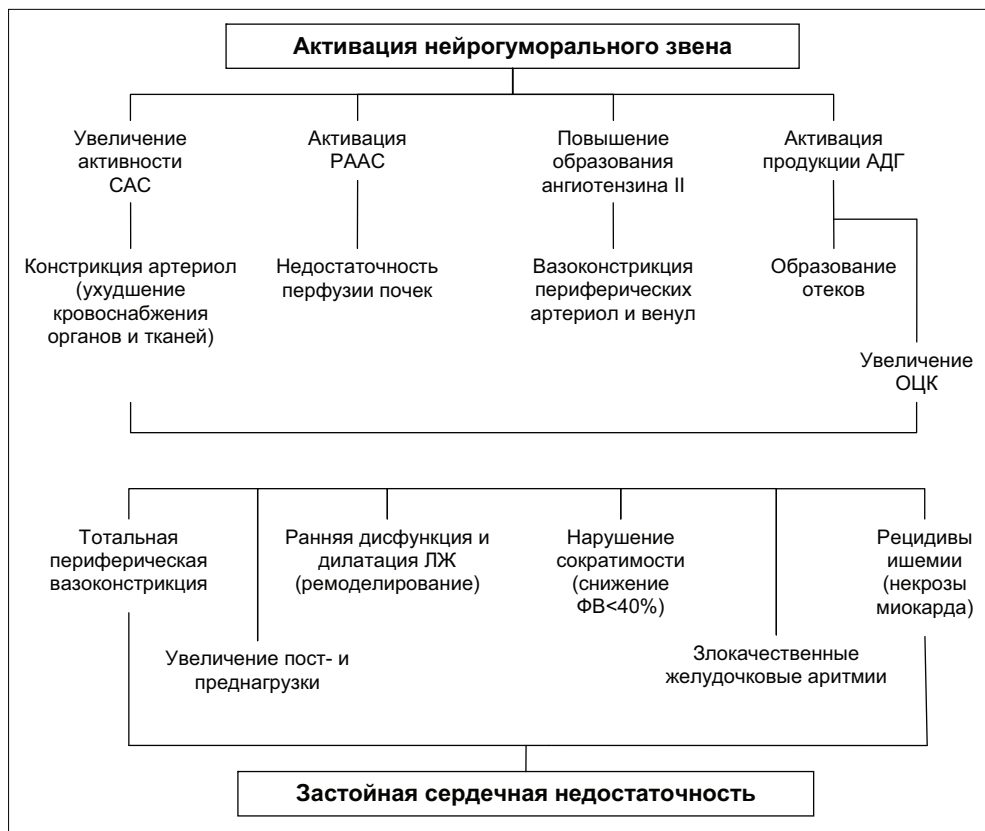 Активация нейрогуморального звена
Увеличение
активности
САС
Активация
РААС
Повышение
образования
ангиотензина II
Активация
продукции АДГ
Констрикция артериол
(ухудшение
кровоснабжения
органов и тканей)
Недостаточность
перфузии почек
Вазоконстрикция
периферических
артериол и венул
Образование
отеков
Увеличение
ОЦК
Тотальная
периферическая
вазоконстрикция
Увеличение пост- и
преднагрузки
Ранняя дисфункция и
дилатация ЛЖ
(ремоделирование)
Нарушение
сократимости
(снижение
ФВ<40%)
Злокачественные
желудочковые аритмии
Рецидивы
ишемии
(некрозы
миокарда)
Застойная сердечная недостаточность